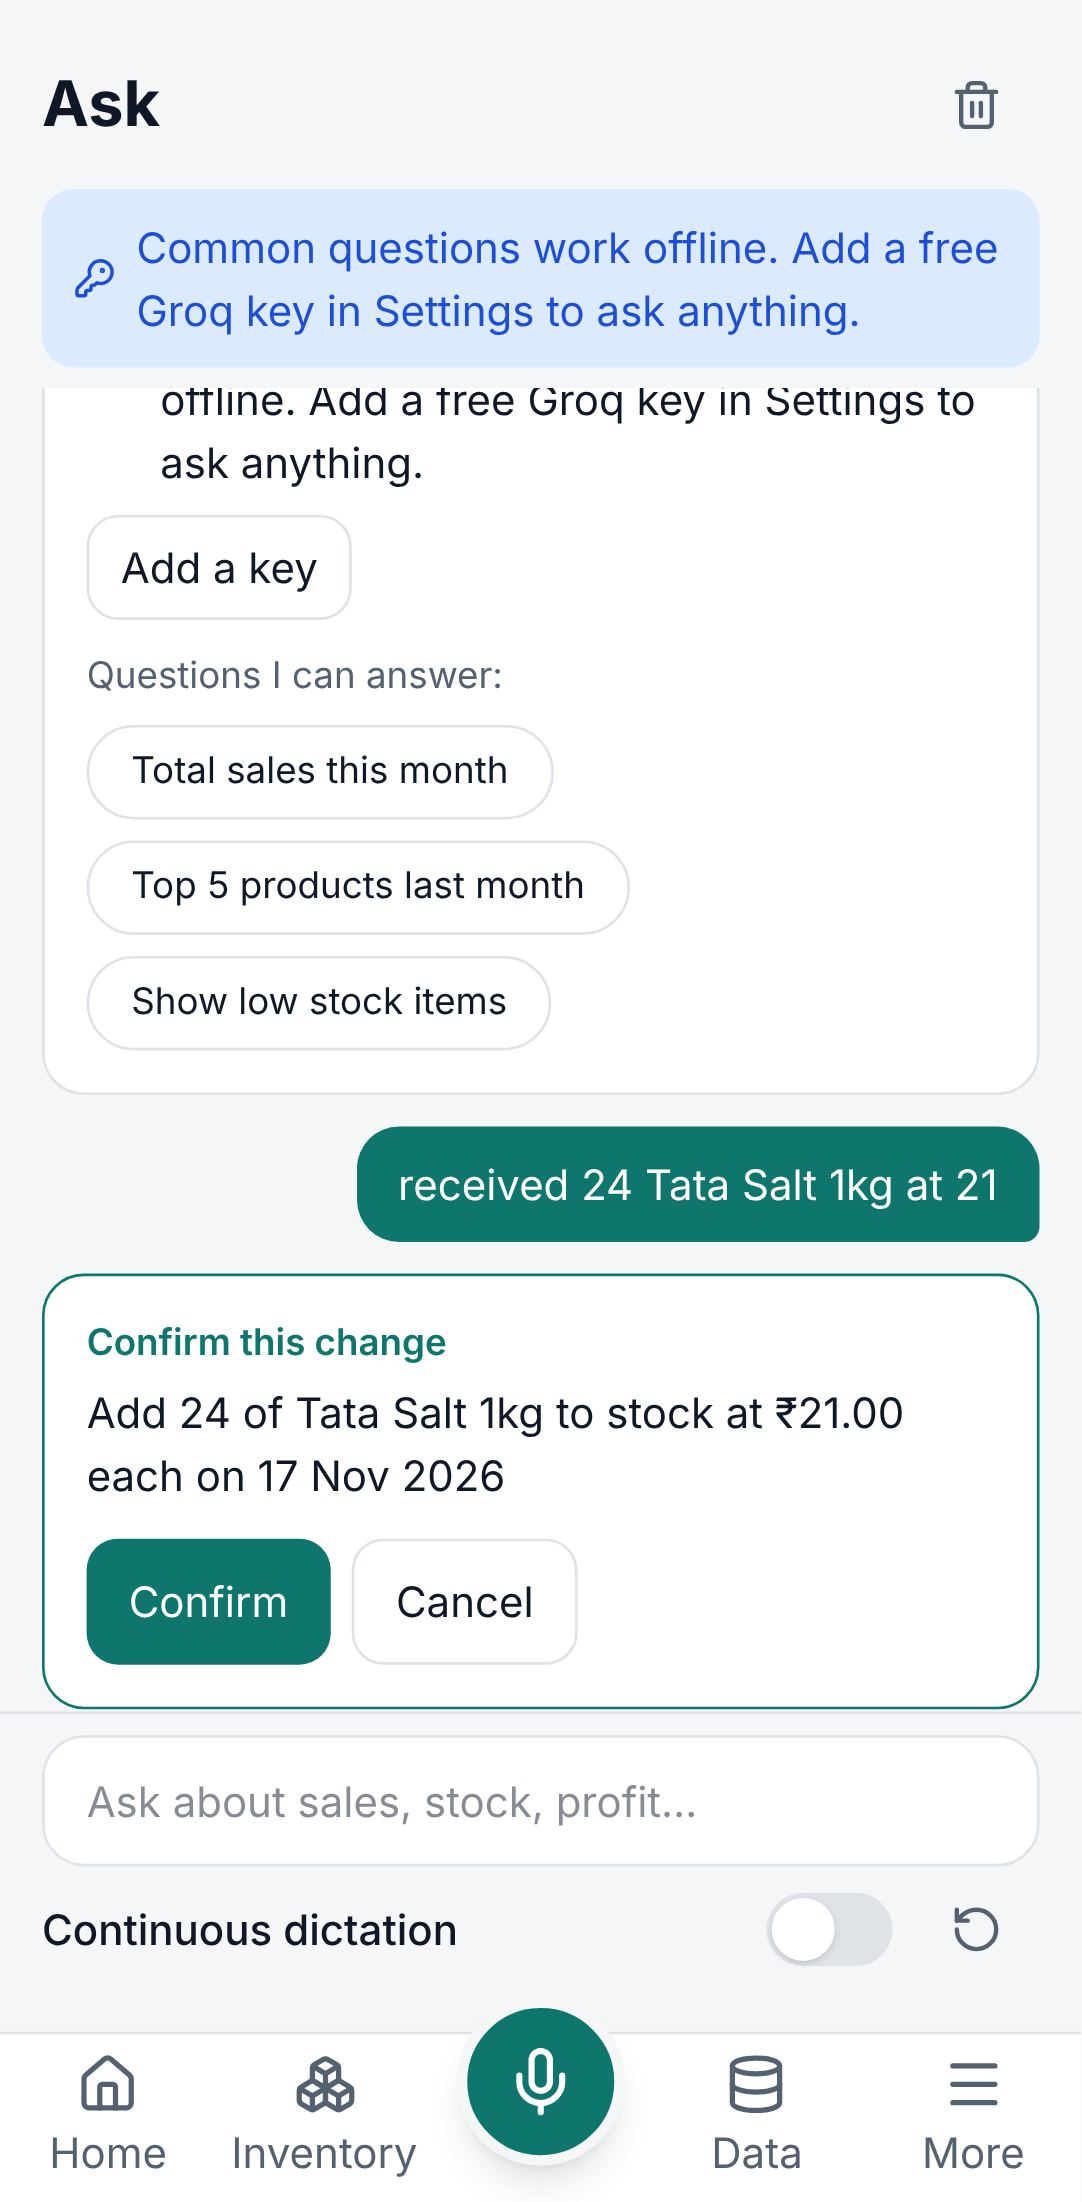 Ask
Common questions work offline. Add a free
Groq key in Settings to ask anything.
offline. Add a free Groq key in Settings to
ask anything.
Add a key
Questions I can answer:
Total sales this month
Top 5 products last month
Show low stock items
received 24 Tata Salt 1kg at 21
Confirm this change
Add 24 of Tata Salt 1kg to stock at ₹21.00
each on 17 Nov 2026
Confirm
Cancel
Ask about sales, stock, profit...
Continuous dictation
Home
Inventory
Data
More